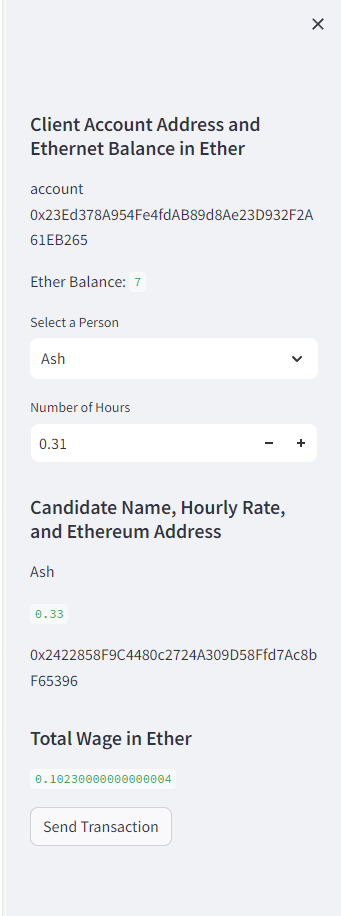 Client Account Address and
Ethernet Balance in Ether
account
0x23Ed378A954Fe4fdAB89d8Ae23D932F2A
61EB265
Ether Balance: 7
Select a Person
Ash
Number of Hours
0.31
Candidate Name, Hourly Rate,
and Ethereum Address
Ash
0.33
0x2422858F9C4480c2724A309D58Ffd7Ac8b
F65396
Total Wage in Ether
0.10230000000000004
Send Transaction